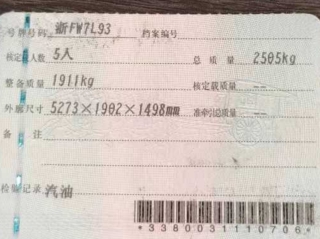 号牌号码 浙FW7L93 档案编号
核定载人数 5人 总质量 2505kg
整备质量 1911kg 核定载质量 --
外廓尺寸 5273×1902×1498mm 准牵引总质量 --
备注
检验记录 汽油
*3380031110706*